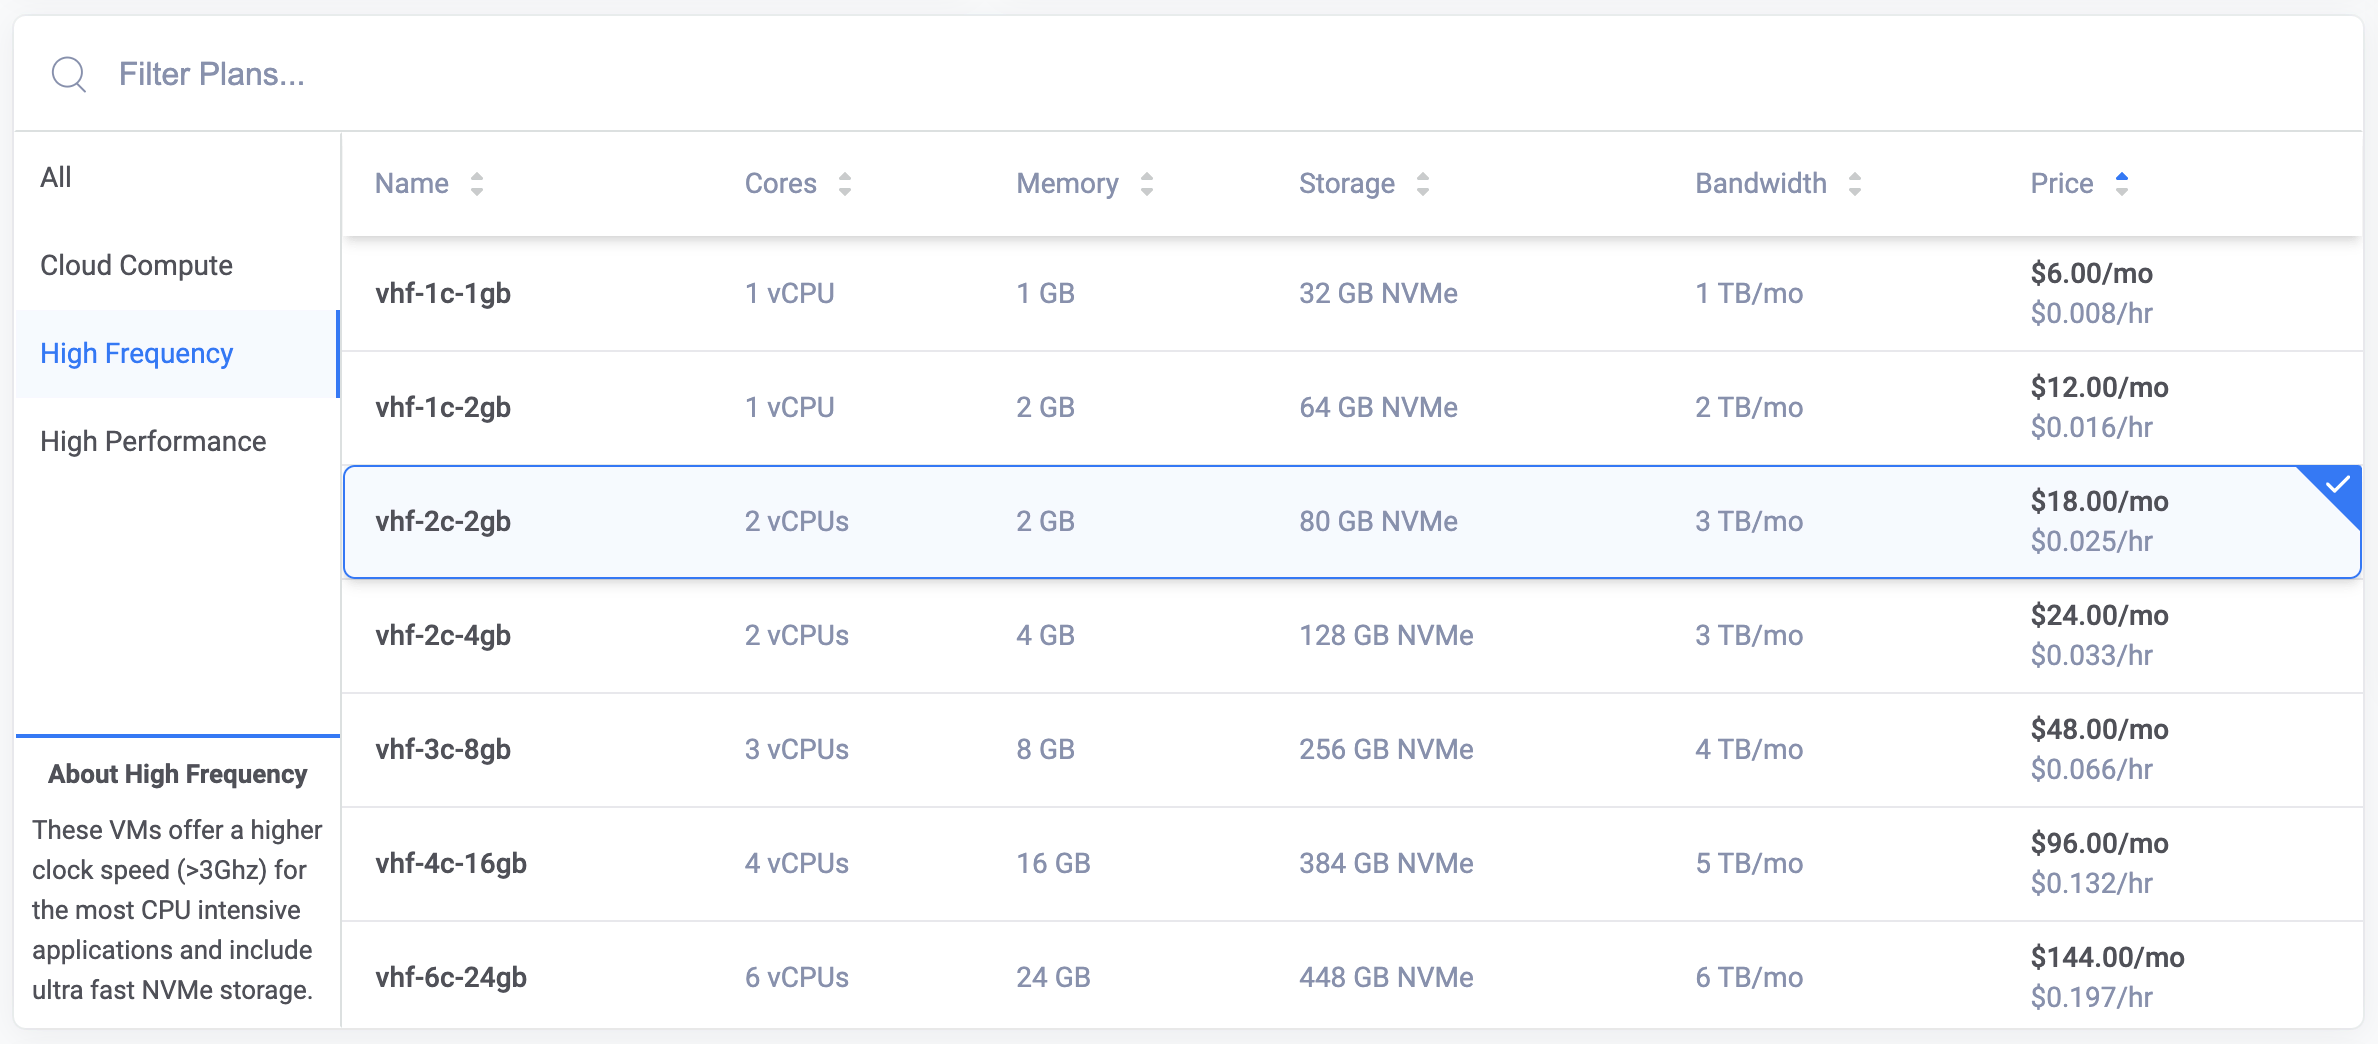 Filter Plans...
All
Cloud Compute
High Frequency
High Performance
About High Frequency
These VMs offer a higher
clock speed (>3Ghz) for
the most CPU intensive
applications and include
ultra fast NVMe storage.
Name Cores Memory Storage Bandwidth Price
vhf-1c-1gb 1 vCPU 1 GB 32 GB NVMe 1 TB/mo $6.00/mo
$0.008/hr
vhf-1c-2gb 1 vCPU 2 GB 64 GB NVMe 2 TB/mo $12.00/mo
$0.016/hr
vhf-2c-2gb 2 vCPUs 2 GB 80 GB NVMe 3 TB/mo $18.00/mo
$0.025/hr
vhf-2c-4gb 2 vCPUs 4 GB 128 GB NVMe 3 TB/mo $24.00/mo
$0.033/hr
vhf-3c-8gb 3 vCPUs 8 GB 256 GB NVMe 4 TB/mo $48.00/mo
$0.066/hr
vhf-4c-16gb 4 vCPUs 16 GB 384 GB NVMe 5 TB/mo $96.00/mo
$0.132/hr
vhf-6c-24gb 6 vCPUs 24 GB 448 GB NVMe 6 TB/mo $144.00/mo
$0.197/hr